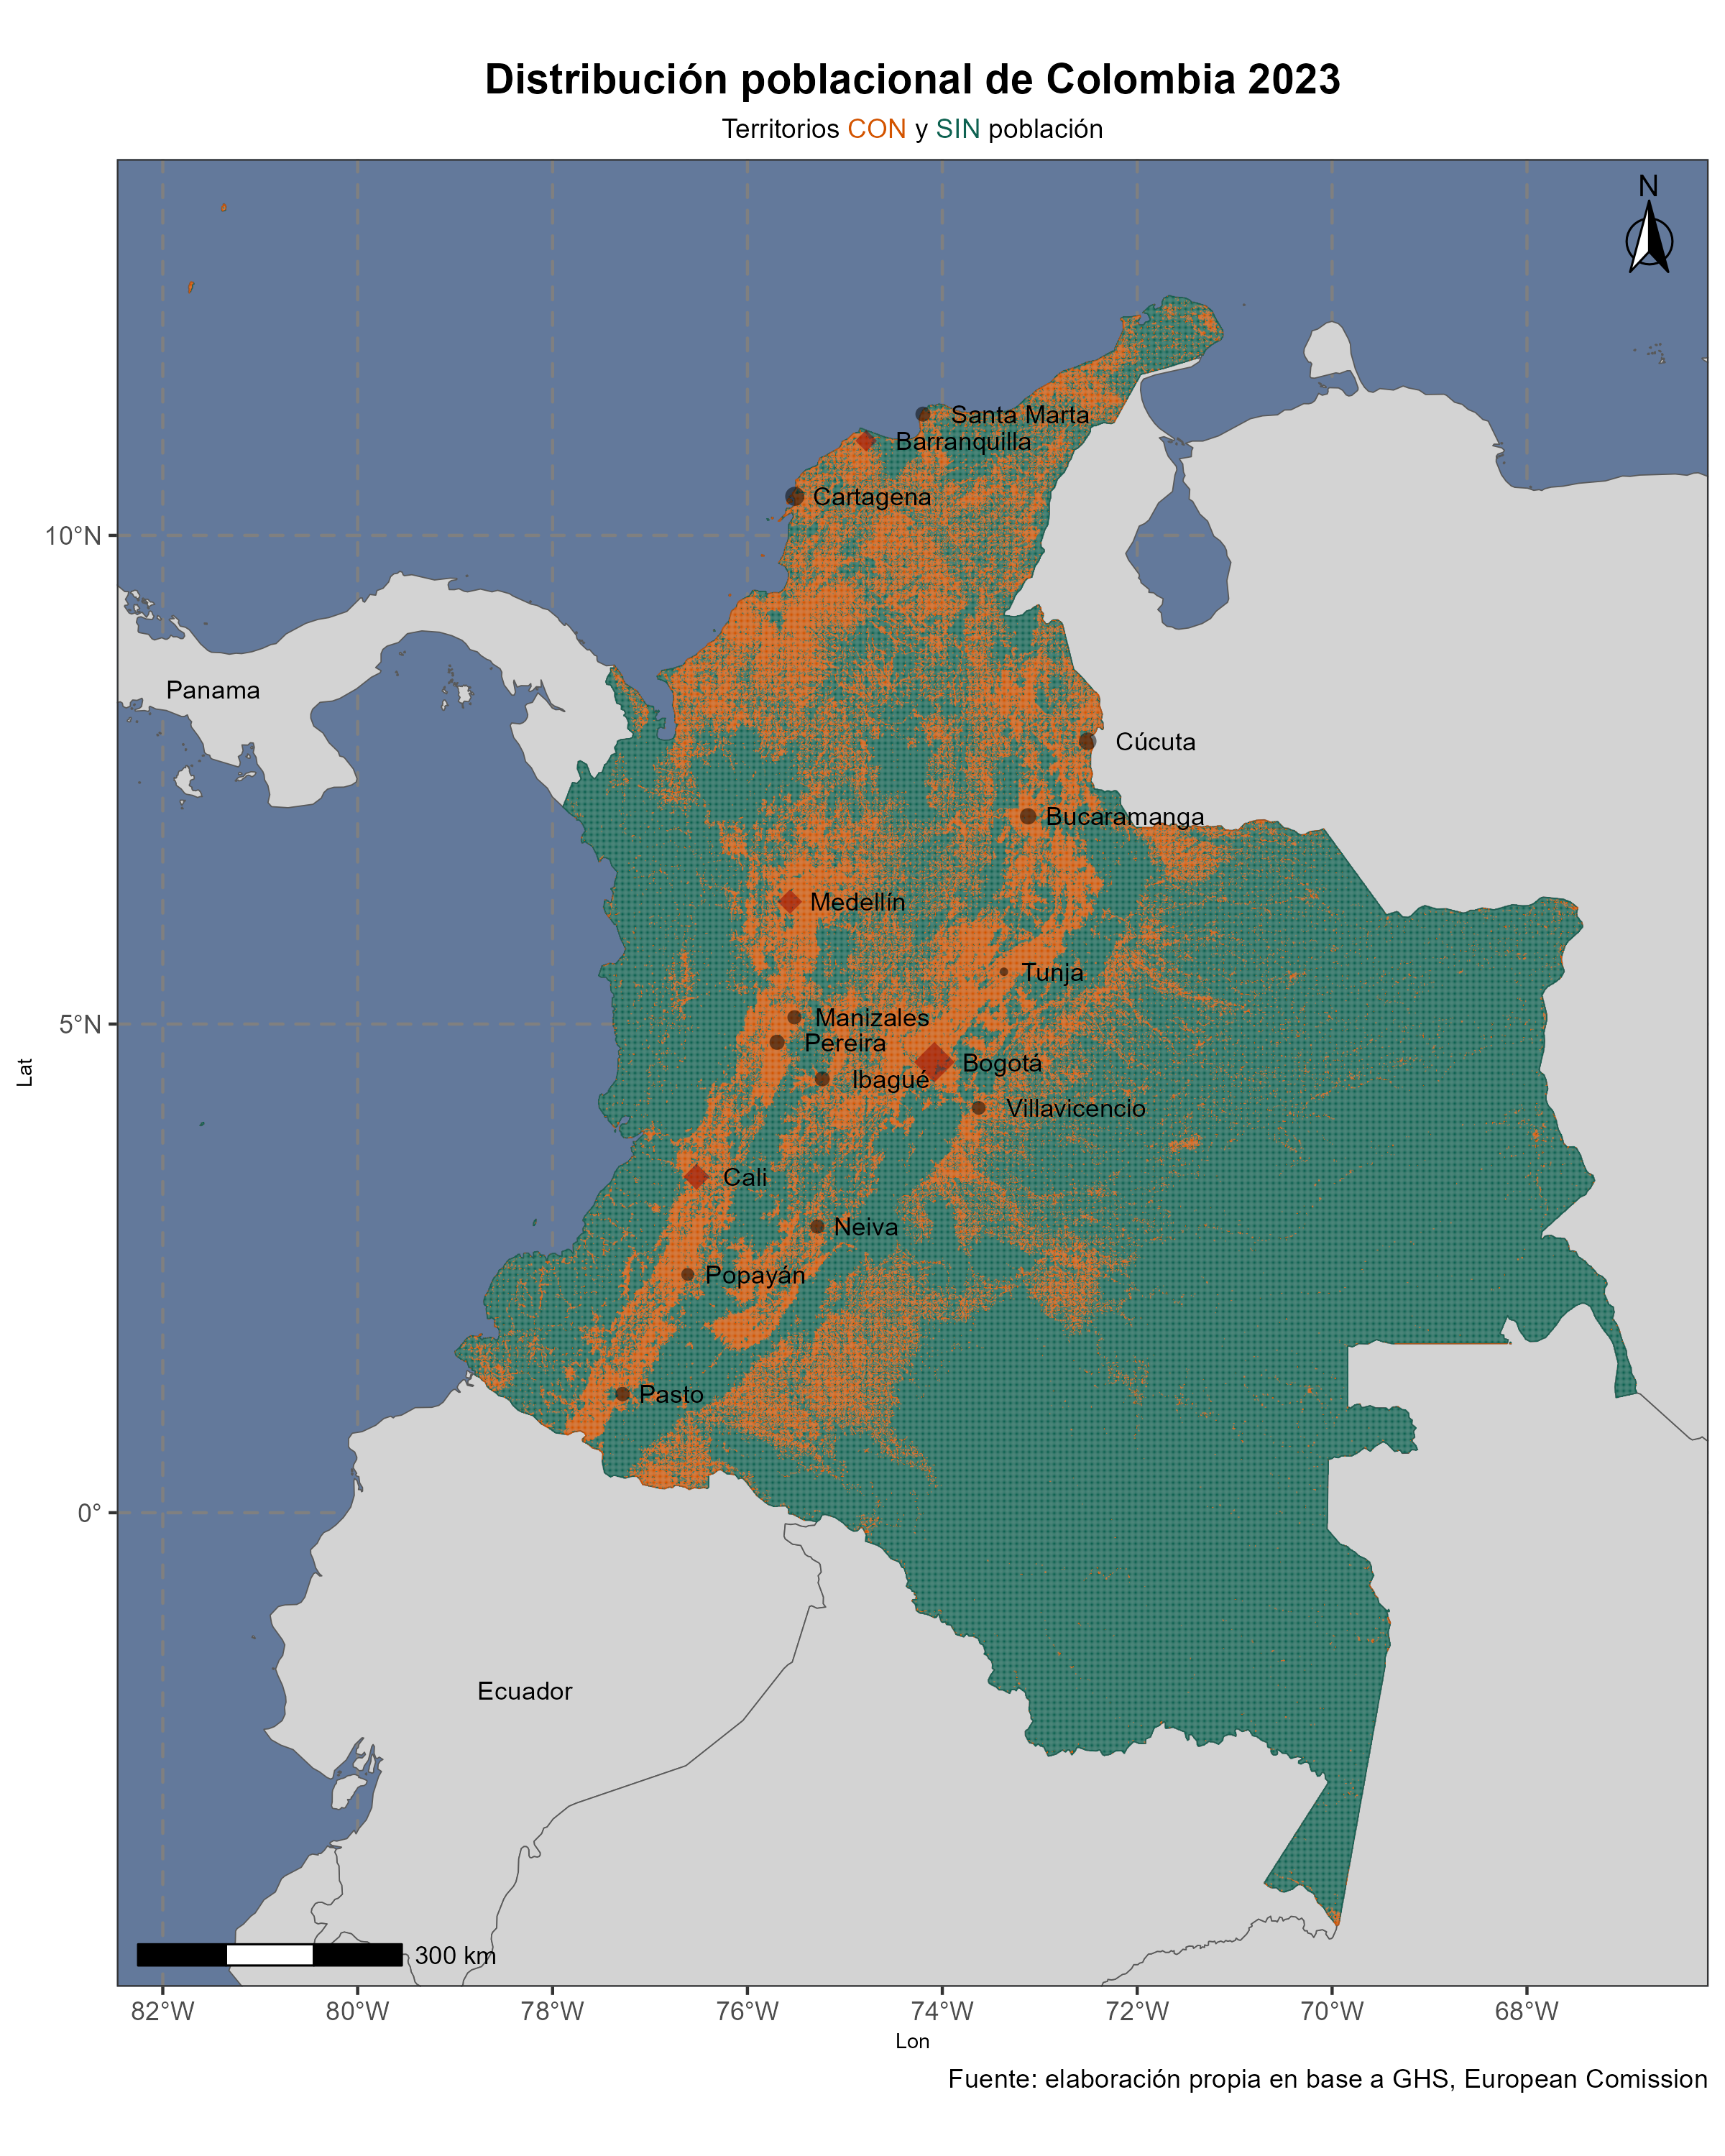 Distribución poblacional de Colombia 2023
Territorios CON y SIN población
N
Santa Marta
Barranquilla
Cartagena
10°N
Panama
Cúcuta
Bucaramanga
Medellín
Tunja
Manizales
5°N
Pereira
Bogotá
Ibagué
Lat
Villavicencio
Cali
Neiva
Popayán
Pasto
0°
Ecuador
300 km
82°W 80°W 78°W 76°W 74°W 72°W 70°W 68°W
Lon
Fuente: elaboración propia en base a GHS, European Comission